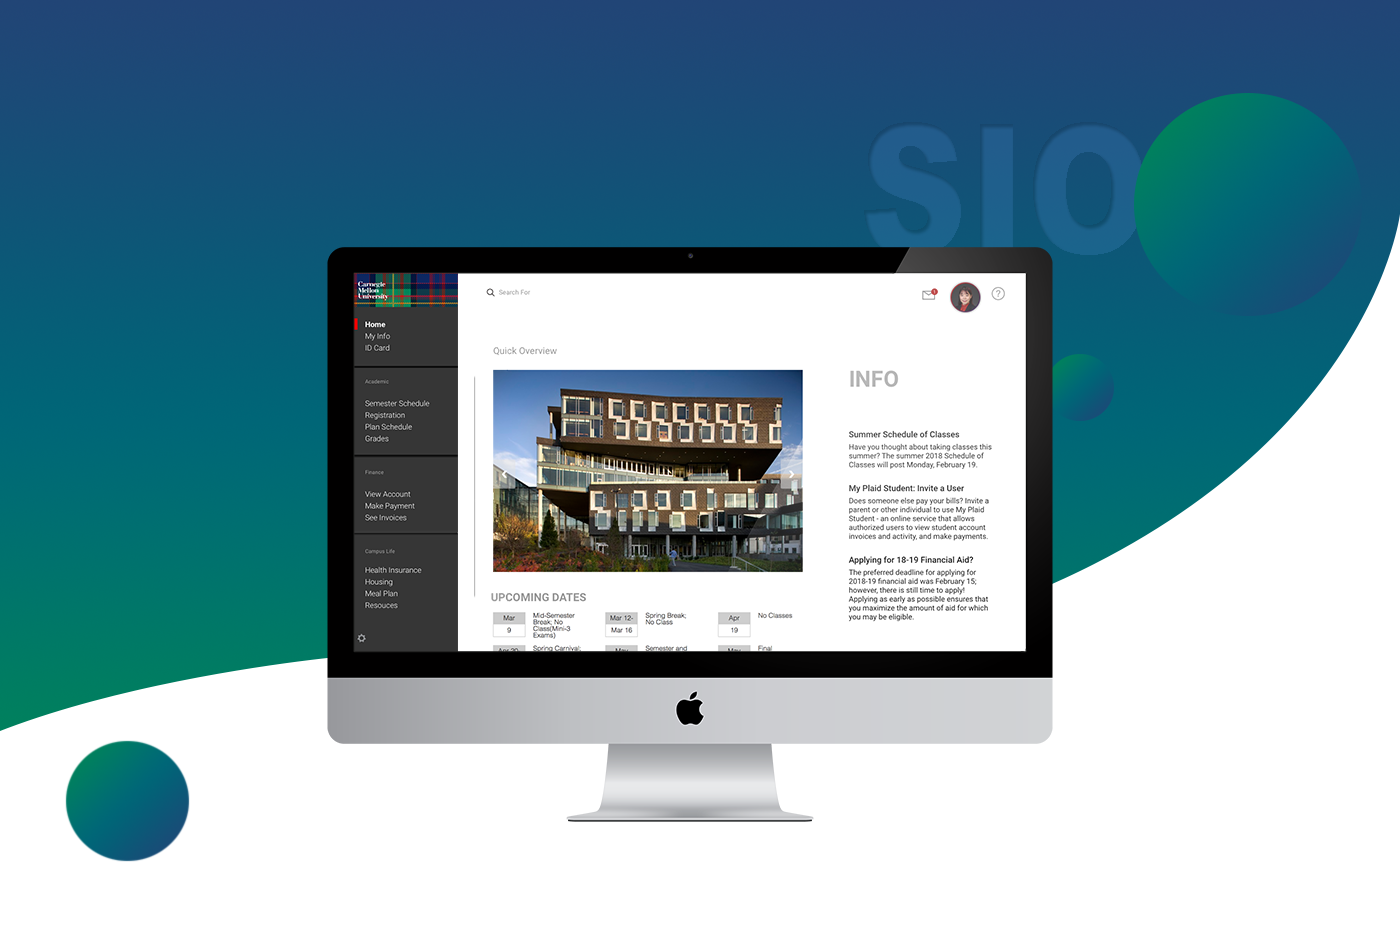 SIO
Carnegie
Mellon
University
Home
My Info
ID Card
Academic
Semester Schedule
Registration
Plan Schedule
Grades
Finance
View Account
Make Payment
See Invoices
Campus Life
Health Insurance
Housing
Meal Plan
Resouces
Search For
1
?
Quick Overview
UPCOMING DATES
Mar
9
Mid-Semester
Break; No
Class(Mini-3
Exams)
Mar 12-
Mar 16
Spring Break;
No Class
Apr
19
No Classes
Apr 20-
Spring Carnival;
May
Semester and
May
Final
INFO
Summer Schedule of Classes
Have you thought about taking classes this
summer? The summer 2018 Schedule of
Classes will post Monday, February 19.
My Plaid Student: Invite a User
Does someone else pay your bills? Invite a
parent or other individual to use My Plaid
Student - an online service that allows
authorized users to view student account
invoices and activity, and make payments.
Applying for 18-19 Financial Aid?
The preferred deadline for applying for
2018-19 financial aid was February 15;
however, there is still time to apply!
Applying as early as possible ensures that
you maximize the amount of aid for which
you may be eligible.